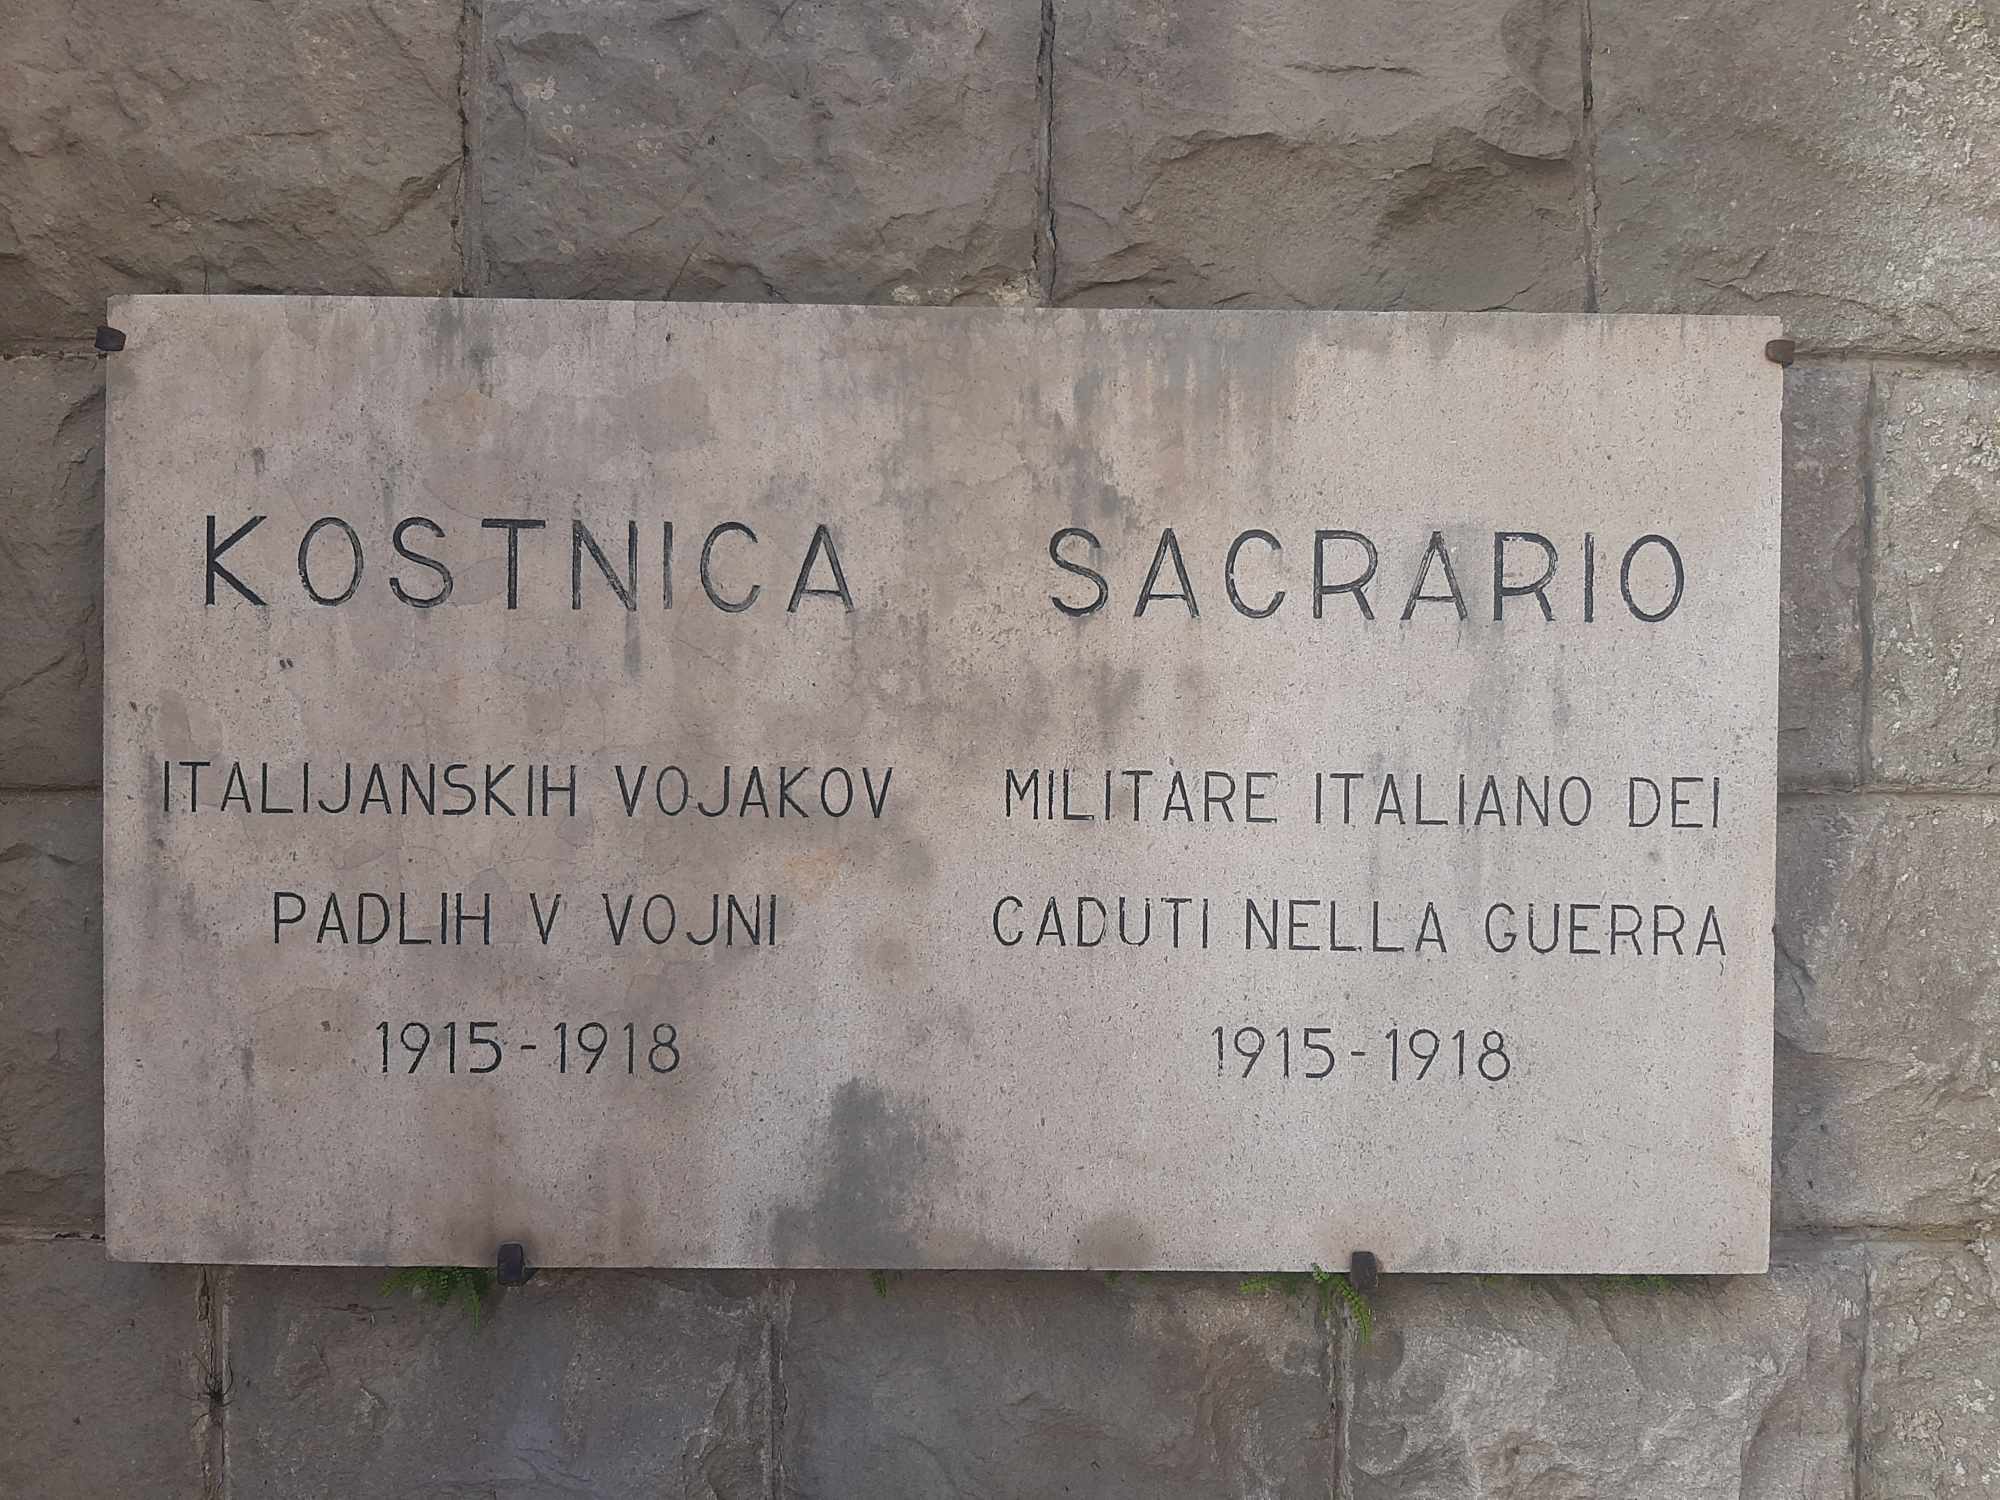 KOSTNICA
ITALIJANSKIH VOJAKOV
PADLIH V VOJNI
1915-1918
SACRARIO
MILITARE ITALIANO DEI
CADUTI NELLA GUERRA
1915-1918